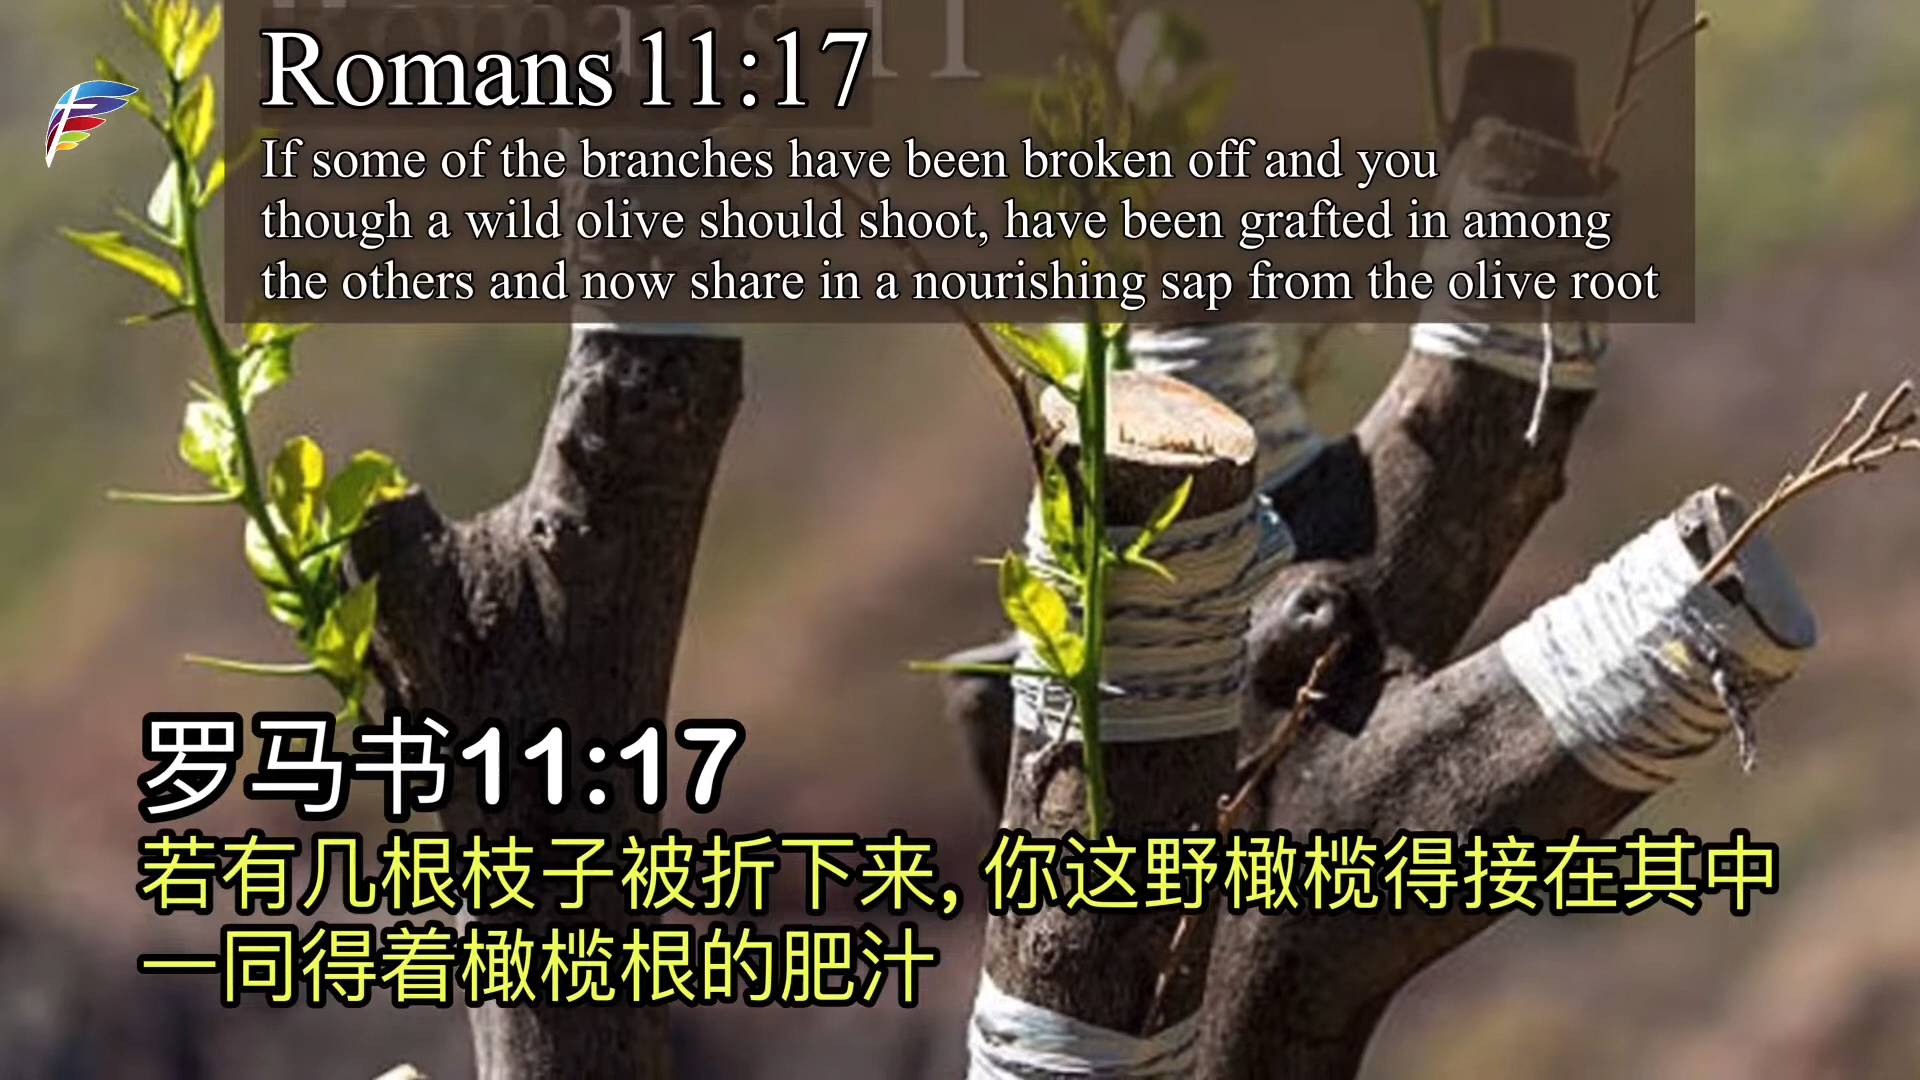 Romans 11
Romans 11:17
If some of the branches have been broken off and you
though a wild olive should shoot, have been grafted in among
the others and now share in a nourishing sap from the olive root
罗马书11:17
若有几根枝子被折下来, 你这野橄榄得接在其中
一同得着橄榄根的肥汁